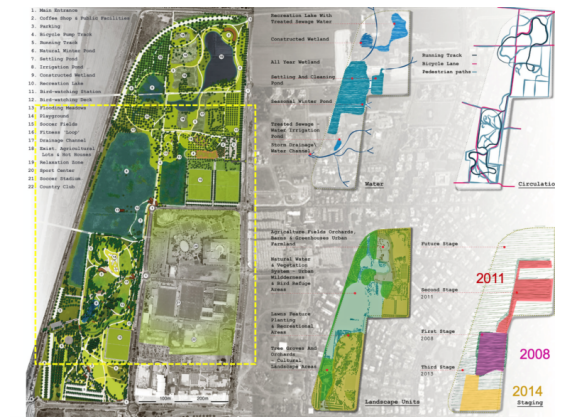 1. Main Entrance
2. Coffee Shop & Public Facilities
3. Parking
4. Bicycle Pump Track
5. Running Track
6. Natural Winter Pond
7. Settling Pond
8. Irrigation Pond
9. Constructed Wetland
10. Recreation Lake
11. Bird-watching Station
12. Bird-watching Deck
13. Flooding Meadows
14. Playground
15. Soccer Fields
16. Fitness 'Loop'
17. Drainage Channel
18. Exist. Agricultural
Lots & Hot Houses
19. Relaxation Zone
20. Sport Center
21. Soccer Stadium
22. Country Club
Recreation Lake With
Treated Sewage Water
Constructed Wetland
All Year Wetland
Settling And Cleaning
Pond
Seasonal Winter Pond
Treated Sewage -
Water Irrigation
Pond
Storm Drainage
Water Channel
Water
Running Track
Bicycle Lane
Pedestrian paths
Circulatio
Agriculture Fields Orchards,
Barns & Greenhouses Urban
Farmland
Natural Water
& Vegetation
System - Urban
Wilderness
& Bird Refuge
Areas
Lawns Pasture
Planting
& Recreational
Areas
Tree Groves And
Orchards
- Cultural
Landscape Areas
Landscape Units
Future Stage
Second Stage
2011
First Stage
2008
Third Stage
2013
2011
2008
2014
Staging